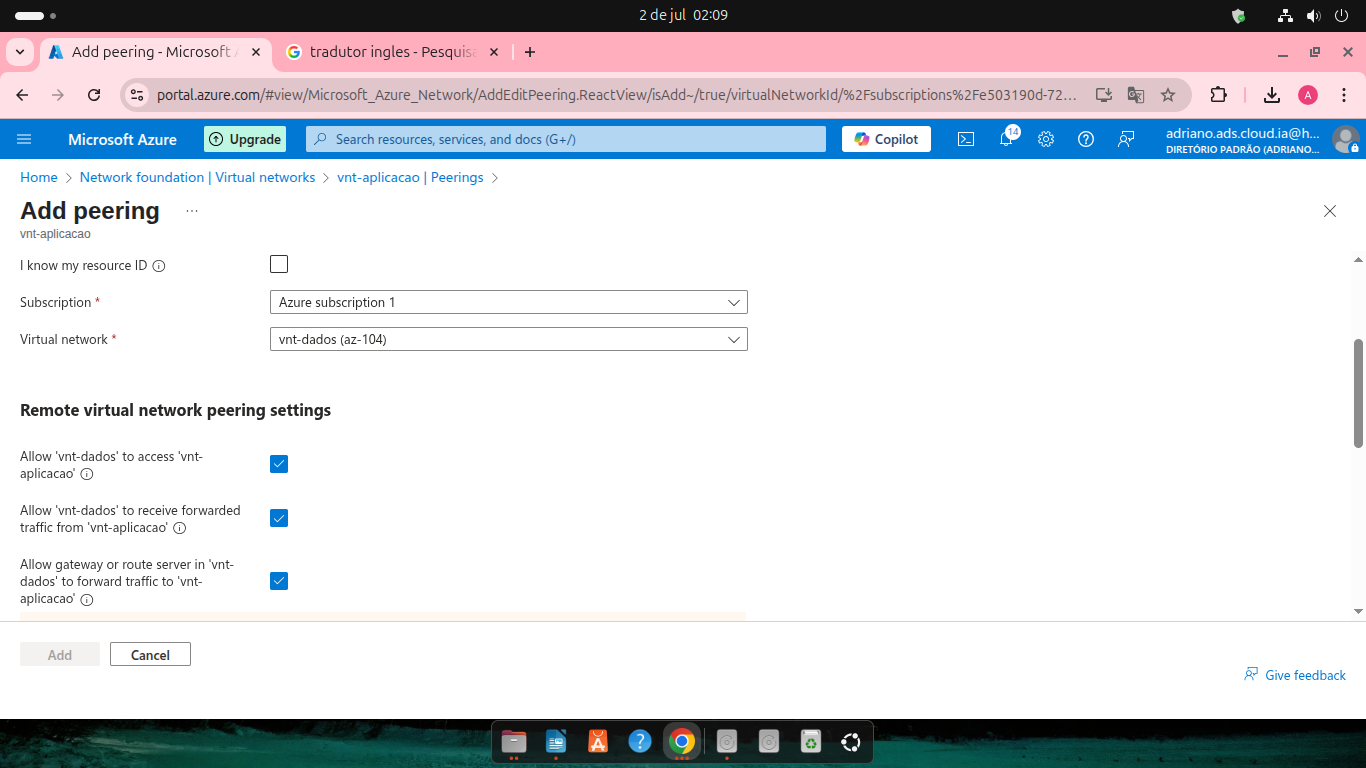 2 de jul 02:09
Add peering - Microsoft A
tradutor ingles - Pesquisa
portal.azure.com/#view/Microsoft_Azure_Network/AddEditPeering.ReactView/isAdd~/true/virtualNetworkId/%2Fsubscriptions%2Fe503190d-72...
A
Microsoft Azure
Upgrade
Search resources, services, and docs (G+/)
Copilot
14
adriano.ads.cloud.ia@h...
DIRETÓRIO PADRÃO (ADRIANO...
Home
Network foundation | Virtual networks
vnt-aplicacao | Peerings
Add peering
...
vnt-aplicacao
I know my resource ID
Subscription *
Azure subscription 1
Virtual network *
vnt-dados (az-104)
Remote virtual network peering settings
Allow 'vnt-dados' to access 'vnt-
aplicacao'
Allow 'vnt-dados' to receive forwarded
traffic from 'vnt-aplicacao'
Allow gateway or route server in 'vnt-
dados' to forward traffic to 'vnt-
aplicacao'
Add
Cancel
Give feedback